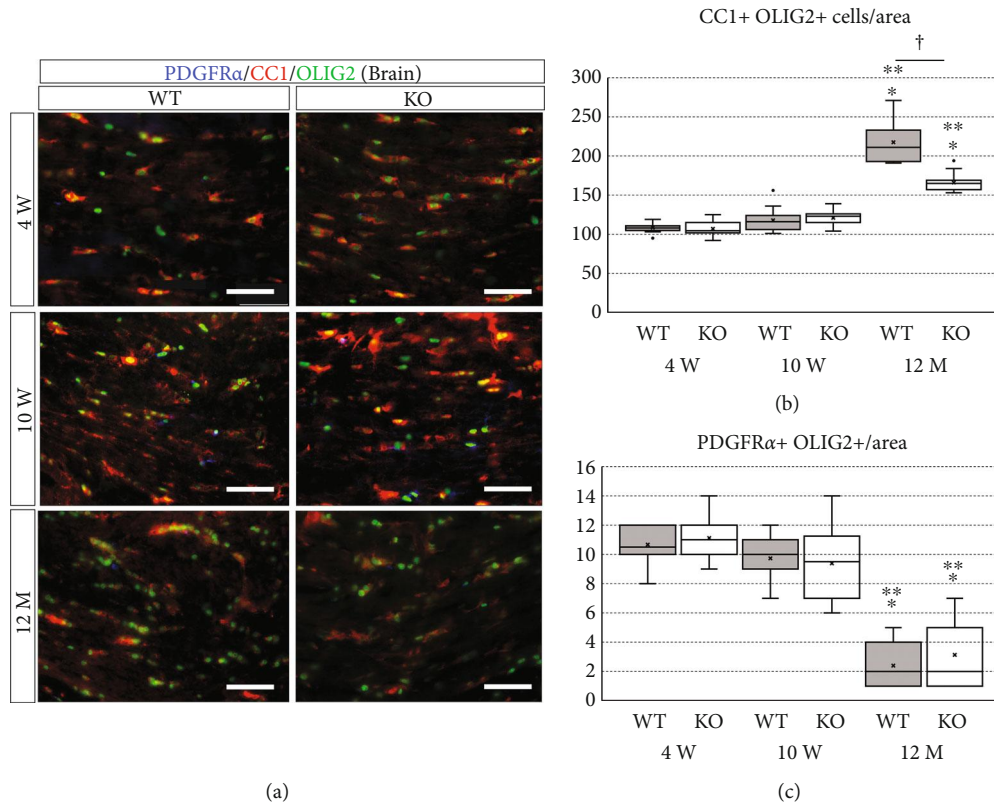 PDGFRα/CC1/OLIG2 (Brain)
WT KO
4 W
10 W
12 M
(a)
CC1+ OLIG2+ cells/area
†
** 
* ** *
300
250
200
150
100
50
0
WT KO WT KO WT KO
4 W 10 W 12 M
(b)
PDGFRα+ OLIG2+/area
16
14
12
10
8
6
4
2
0
** **
* *
WT KO WT KO WT KO
4 W 10 W 12 M
(c)